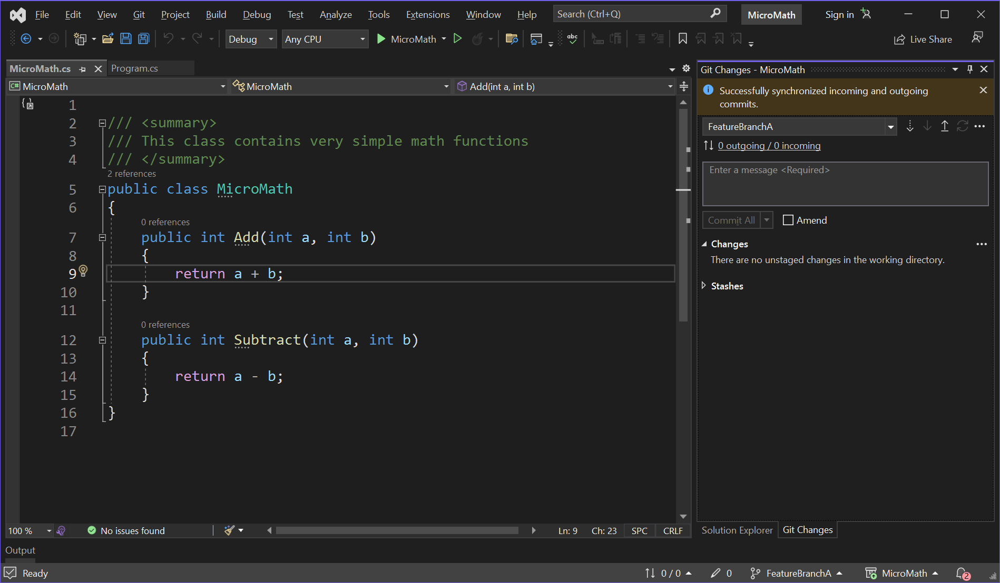 File Edit View Git Project Build Debug Test Analyze Tools Extensions Window Help Search (Ctrl+Q) MicroMath Sign in
Debug Any CPU MicroMath abc Live Share
MicroMath.cs Program.cs
C# MicroMath MicroMath Add(int a, int b)
1
2 /// <summary>
3 /// This class contains very simple math functions
4 /// </summary>
2 references
5 public class MicroMath
6 {
0 references
7 public int Add(int a, int b)
8 {
9 return a + b;
10 }
11
0 references
12 public int Subtract(int a, int b)
13 {
14 return a - b;
15 }
16 }
17
100 % No issues found Ln: 9 Ch: 23 SPC CRLF
Git Changes - MicroMath
Successfully synchronized incoming and outgoing
commits.
FeatureBranchA
0 outgoing / 0 incoming
Enter a message <Required>
Commit All Amend
Changes
There are no unstaged changes in the working directory.
Stashes
Solution Explorer Git Changes
Output
Ready 0 / 0 0 FeatureBranchA MicroMath 2